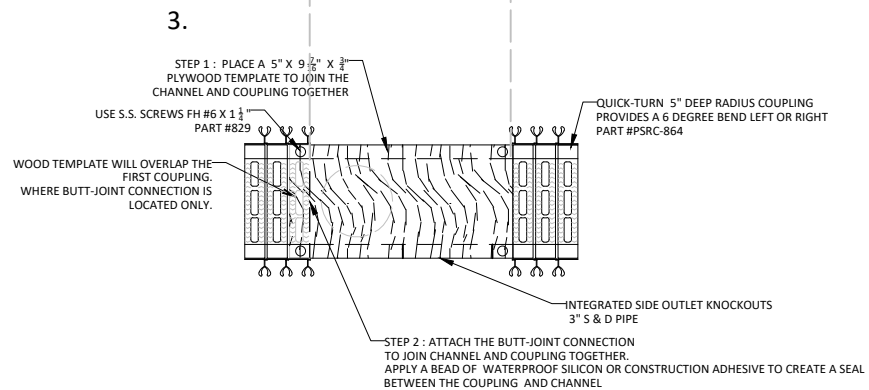 3.
STEP 1 : PLACE A 5" X 9 7/16" X 3/4"
PLYWOOD TEMPLATE TO JOIN THE
CHANNEL AND COUPLING TOGETHER
USE S.S. SCREWS FH #6 X 1 1/4"
PART #829
WOOD TEMPLATE WILL OVERLAP THE
FIRST COUPLING.
WHERE BUTT-JOINT CONNECTION IS
LOCATED ONLY.
QUICK-TURN 5" DEEP RADIUS COUPLING
PROVIDES A 6 DEGREE BEND LEFT OR RIGHT
PART #PSRC-864
INTEGRATED SIDE OUTLET KNOCKOUTS
3" S & D PIPE
STEP 2 : ATTACH THE BUTT-JOINT CONNECTION
TO JOIN CHANNEL AND COUPLING TOGETHER.
APPLY A BEAD OF WATERPROOF SILICON OR CONSTRUCTION ADHESIVE TO CREATE A SEAL
BETWEEN THE COUPLING AND CHANNEL